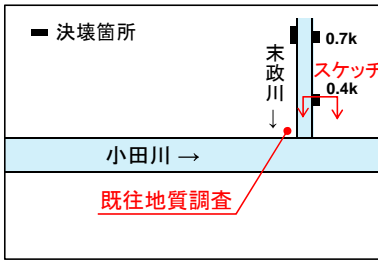 決壊箇所
0.7k
スケッチ
0.4k
末政川↓
小田川→
既往地質調査